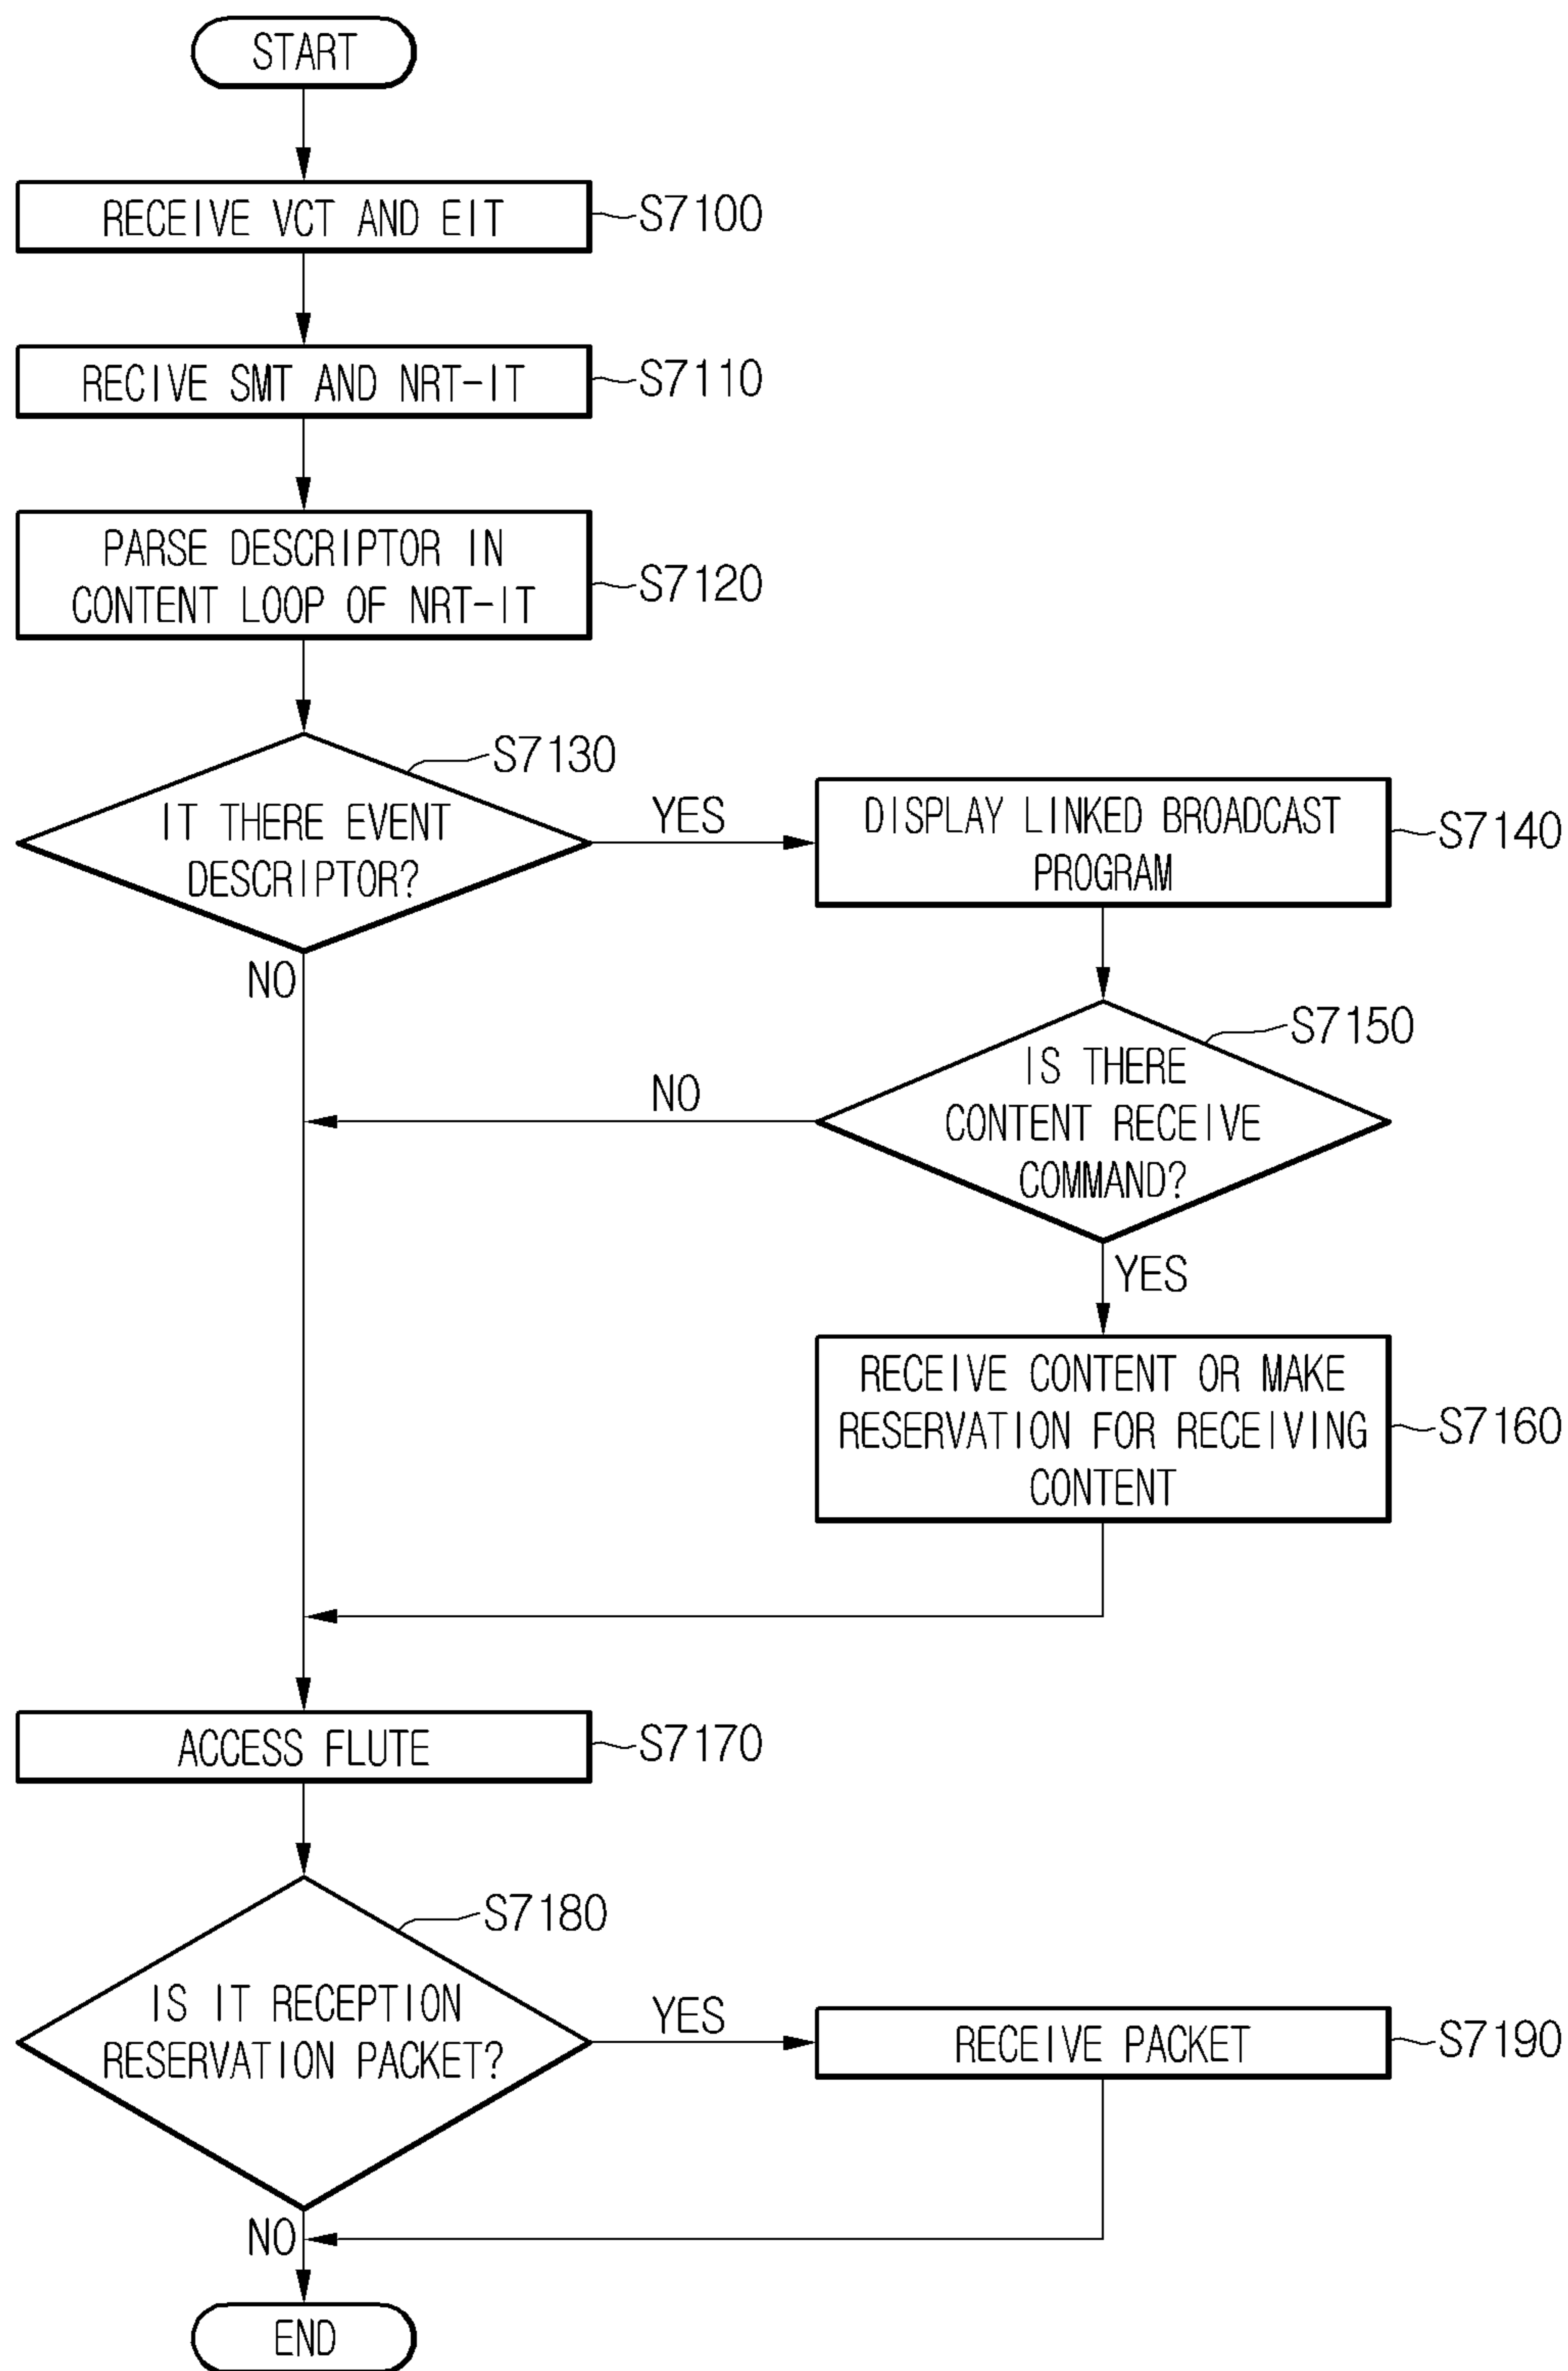 START
RECEIVE VCT AND EIT
S7100
RECIVE SMT AND NRT-IT
S7110
PARSE DESCRIPTOR IN
CONTENT LOOP OF NRT-IT
S7120
S7130
IT THERE EVENT
DESCRIPTOR?
YES
NO
DISPLAY LINKED BROADCAST
PROGRAM
S7140
S7150
IS THERE
CONTENT RECEIVE
COMMAND?
NO
YES
RECEIVE CONTENT OR MAKE
RESERVATION FOR RECEIVING
CONTENT
S7160
ACCESS FLUTE
S7170
S7180
IS IT RECEPTION
RESERVATION PACKET?
YES
RECEIVE PACKET
S7190
NO
END